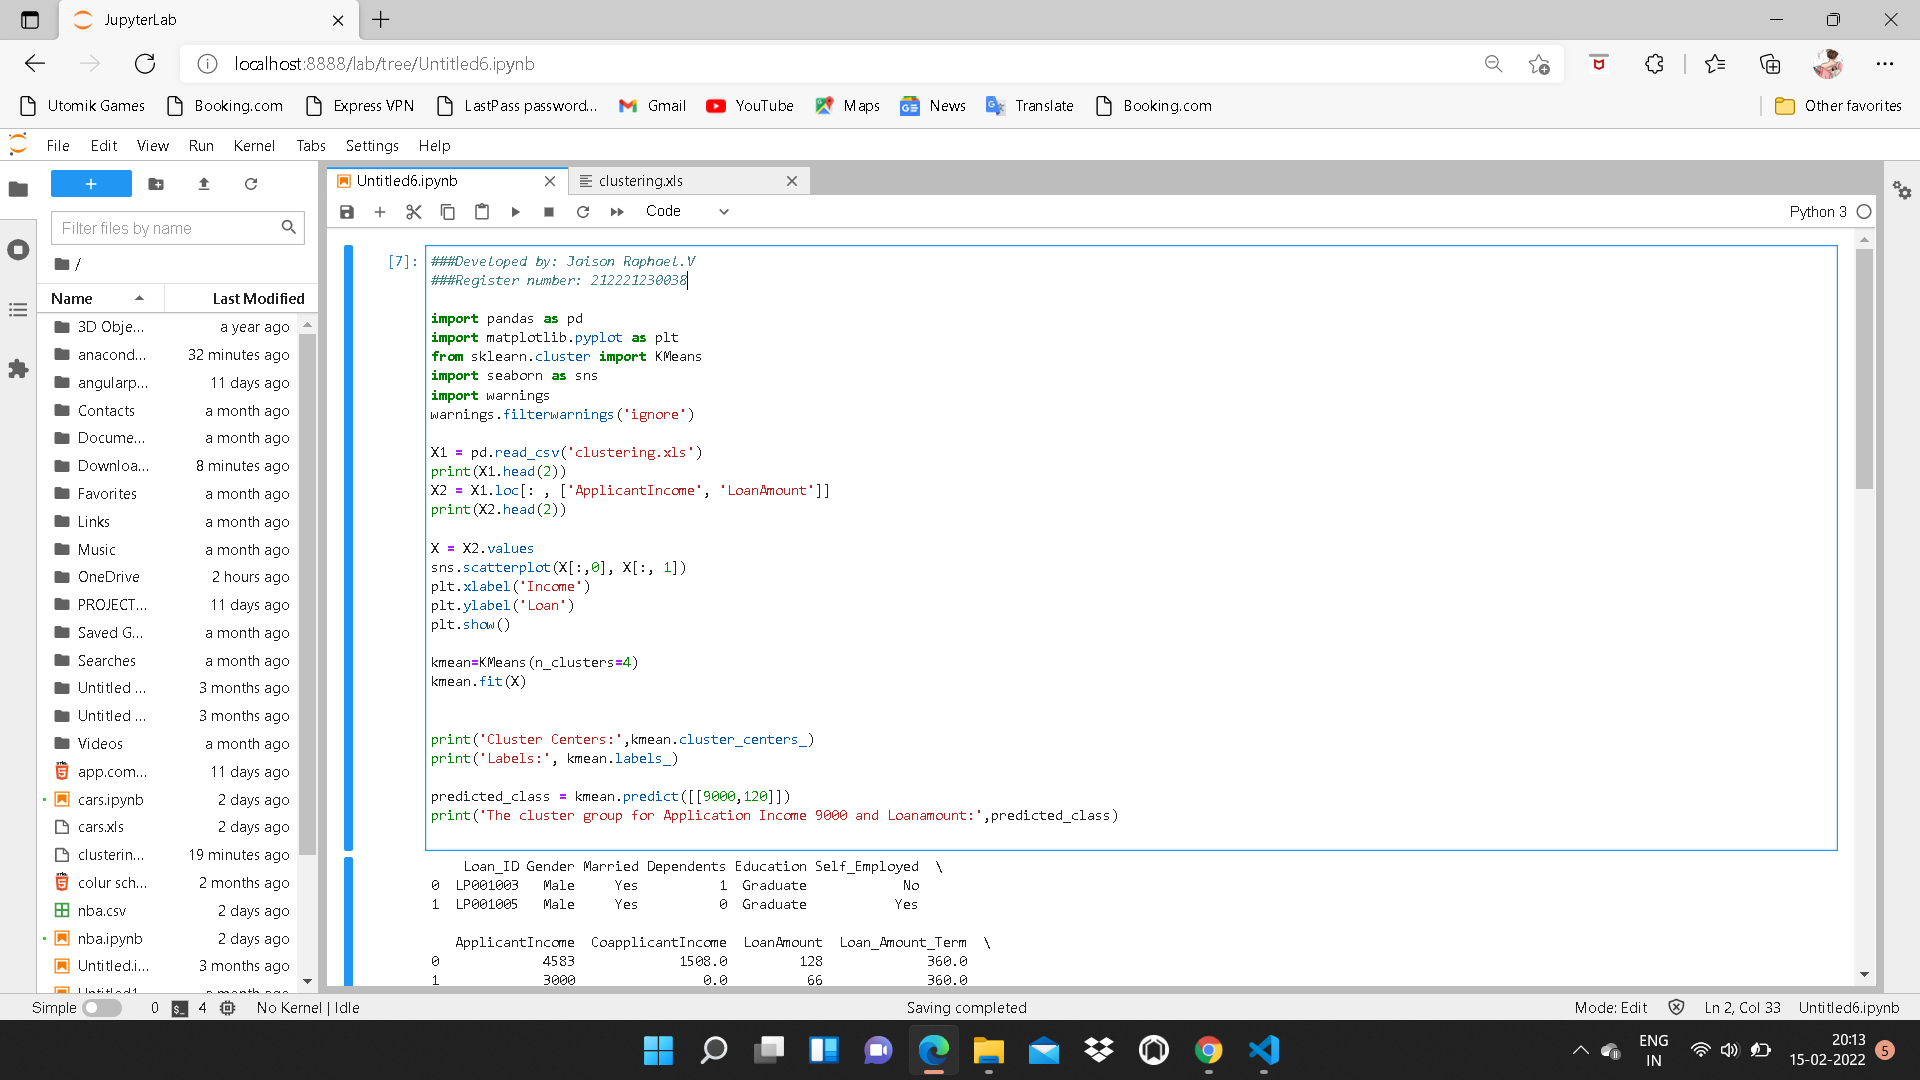 JupyterLab
localhost:8888/lab/tree/Untitled6.ipynb
Utomik Games
Booking.com
Express VPN
LastPass password...
Gmail
YouTube
Maps
News
Translate
Booking.com
Other favorites
File Edit View Run Kernel Tabs Settings Help
Untitled6.ipynb
clustering.xls
Code
Python 3
Filter files by name
/
Name Last Modified
3D Obje... a year ago
anacond... 32 minutes ago
angularp... 11 days ago
Contacts a month ago
Docume... a month ago
Downloa... 8 minutes ago
Favorites a month ago
Links a month ago
Music a month ago
OneDrive 2 hours ago
PROJECT... 11 days ago
Saved G... a month ago
Searches a month ago
Untitled ... 3 months ago
Untitled ... 3 months ago
Videos a month ago
app.com... 11 days ago
cars.ipynb 2 days ago
cars.xls 2 days ago
clusterin... 19 minutes ago
colur sch... 2 months ago
nba.csv 2 days ago
nba.ipynb 2 days ago
Untitled.i... 3 months ago
[7]:
###Developed by: Jaison Raphael.V
###Register number: 212221230038
import pandas as pd
import matplotlib.pyplot as plt
from sklearn.cluster import KMeans
import seaborn as sns
import warnings
warnings.filterwarnings('ignore')
X1 = pd.read_csv('clustering.xls')
print(X1.head(2))
X2 = X1.loc[: , ['ApplicantIncome', 'LoanAmount']]
print(X2.head(2))
X = X2.values
sns.scatterplot(X[:,0], X[:, 1])
plt.xlabel('Income')
plt.ylabel('Loan')
plt.show()
kmean=KMeans(n_clusters=4)
kmean.fit(X)
print('Cluster Centers:',kmean.cluster_centers_)
print('Labels:', kmean.labels_)
predicted_class = kmean.predict([[9000,120]])
print('The cluster group for Application Income 9000 and Loanamount:',predicted_class)
Loan_ID Gender Married Dependents Education Self_Employed \
0 LP001003 Male Yes 1 Graduate No
1 LP001005 Male Yes 0 Graduate Yes
ApplicantIncome CoapplicantIncome LoanAmount Loan_Amount_Term \
0 4583 1508.0 128 360.0
1 3000 0.0 66 360.0
Simple 0 4 No Kernel | Idle
Saving completed
Mode: Edit Ln 2, Col 33 Untitled6.ipynb
ENG
IN
20:13
15-02-2022
5